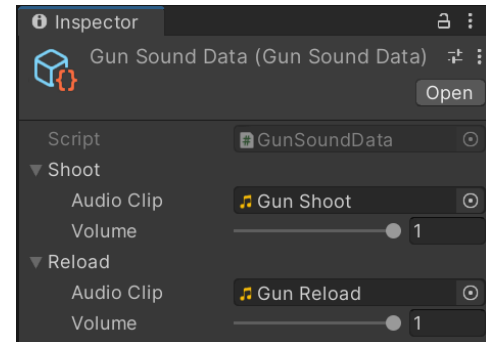 Inspector
Gun Sound Data (Gun Sound Data)
Open
Script GunSoundData
Shoot
Audio Clip Gun Shoot
Volume 1
Reload
Audio Clip Gun Reload
Volume 1